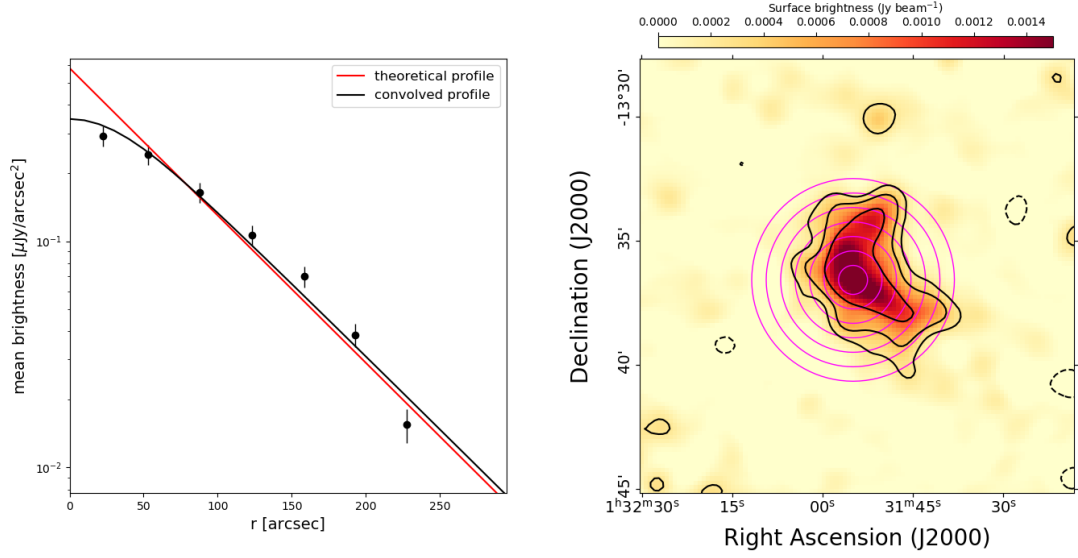 theoretical profile
convolved profile
mean brightness [μJy/arcsec²]
10⁻¹
10⁻²
0
50
100
150
200
250
r [arcsec]
Surface brightness (Jy beam⁻¹)
0.0000 0.0002 0.0004 0.0006 0.0008 0.0010 0.0012 0.0014
Declination (J2000)
-13°30'
35'
40'
45'
1ʰ32ᵐ30ˢ 15ˢ 00ˢ 31ᵐ45ˢ 30ˢ
Right Ascension (J2000)